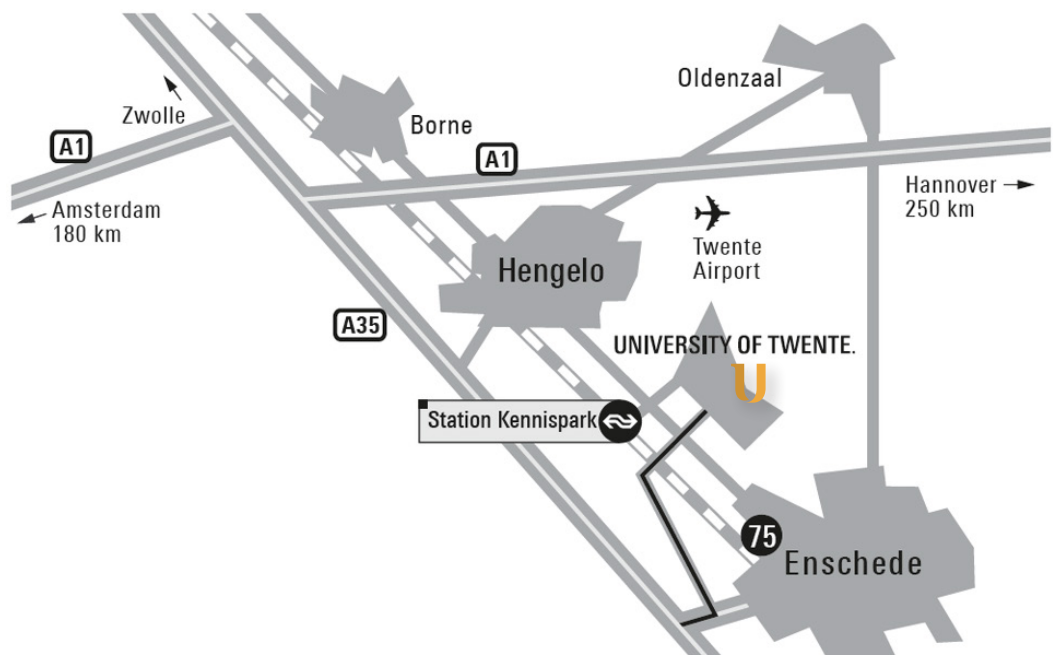 Oldenzaal
Zwolle
A1
Borne
A1
Hannover
250 km
Amsterdam
180 km
Twente
Airport
Hengelo
A35
UNIVERSITY OF TWENTE.
Station Kennispark
75
Enschede